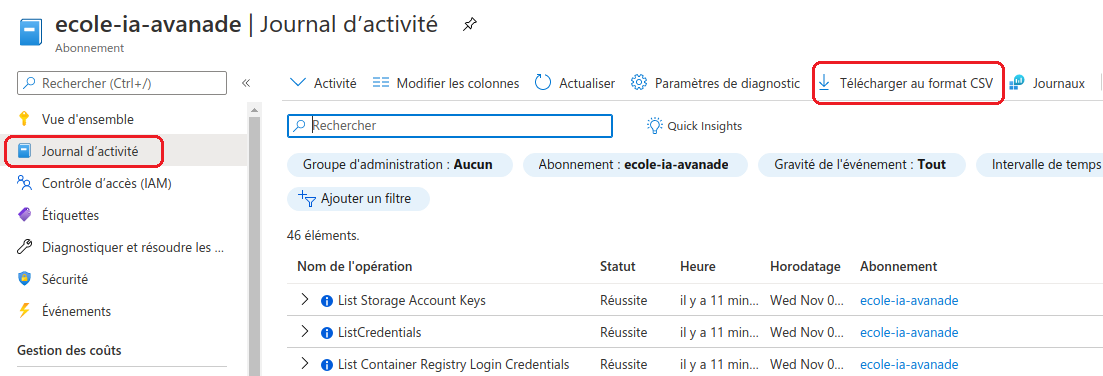 ecole-ia-avanade | Journal d’activité
Abonnement
Rechercher (Ctrl+/)
«
Activité
Modifier les colonnes
Actualiser
Paramètres de diagnostic
Télécharger au format CSV
Journaux
Vue d'ensemble
Journal d’activité
Contrôle d’accès (IAM)
Étiquettes
Diagnostiquer et résoudre les ...
Sécurité
Événements
Gestion des coûts
Rechercher
Quick Insights
Groupe d'administration : Aucun
Abonnement : ecole-ia-avanade
Gravité de l'événement : Tout
Intervalle de temps
Ajouter un filtre
46 éléments.
Nom de l'opération Statut Heure Horodatage Abonnement
List Storage Account Keys Réussite il y a 11 min... Wed Nov 0... ecole-ia-avanade
ListCredentials Réussite il y a 11 min... Wed Nov 0... ecole-ia-avanade
List Container Registry Login Credentials Réussite il y a 11 min... Wed Nov 0... ecole-ia-avanade